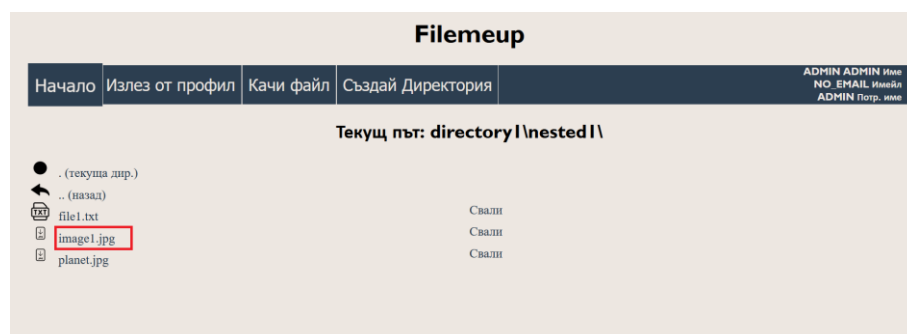 Filemeup
Начало Излез от профил Качи файл Създай Директория
ADMIN ADMIN Име
NO_EMAIL Имейл
ADMIN Потр. име
Текущ път: directory1\nested1\
. (текуща дир.)
.. (назад)
TXT file1.txt Свали
image1.jpg Свали
planet.jpg Свали